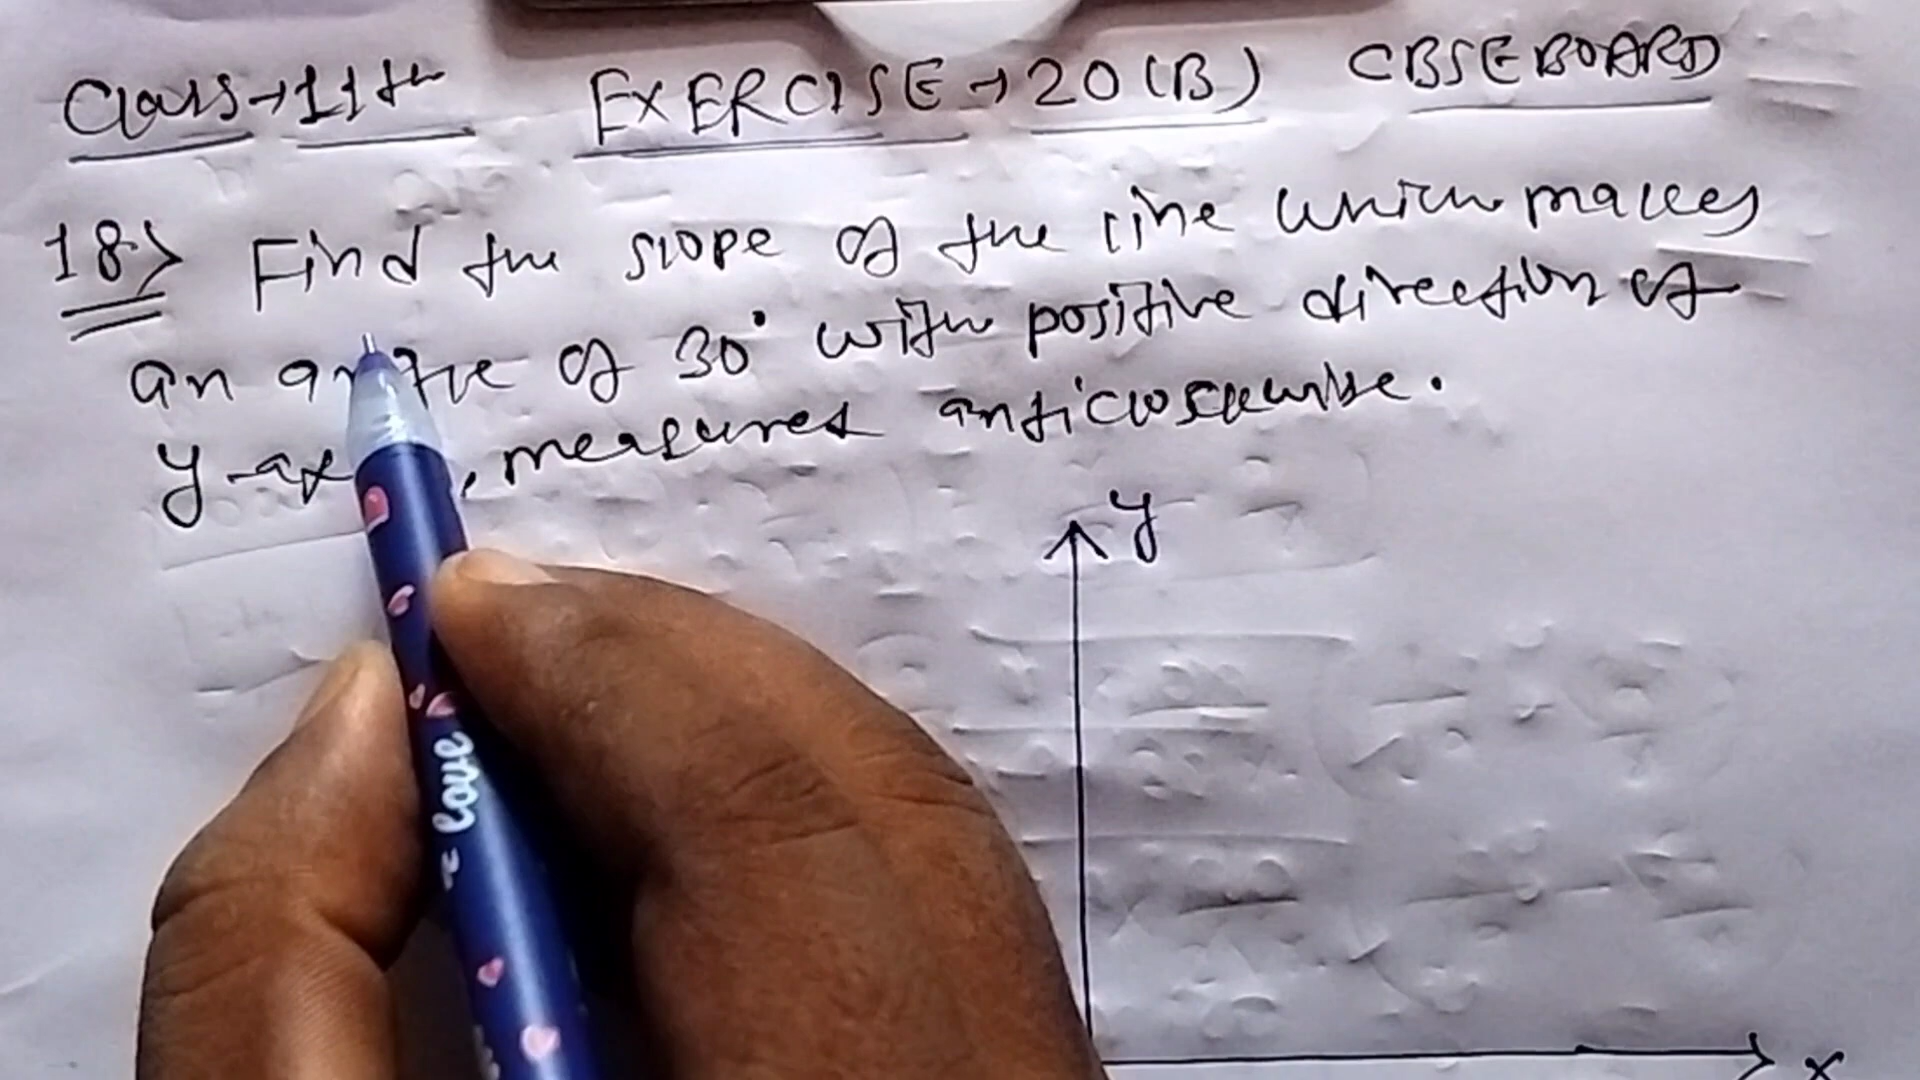 Class→11th EXERCISE→20(B) CBSE BOARD
18> Find the slope of the line which makes
an angle of 30° with positive direction of
y-axis, measured anticlockwise.
y
x
= love